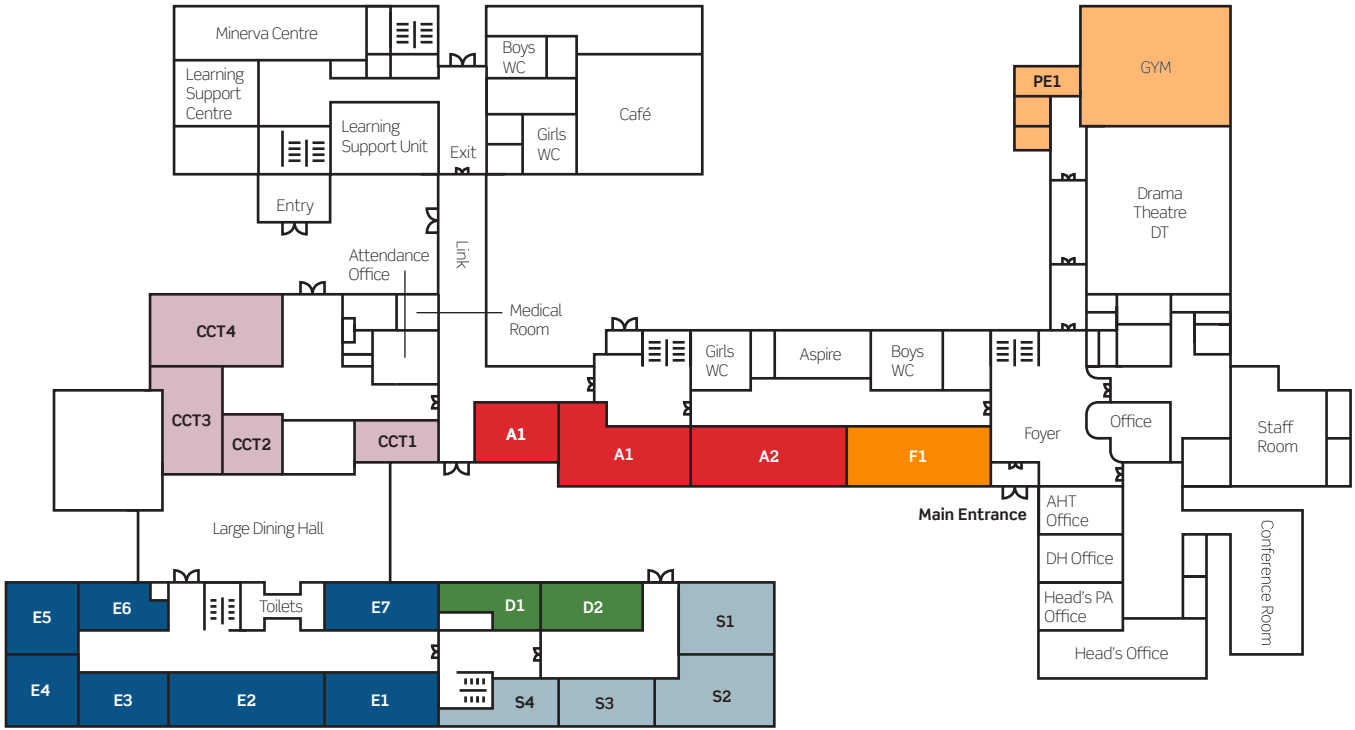 Minerva Centre
Boys
WC
GYM
PE1
Learning
Support
Centre
Café
Learning
Support Unit
Exit
Girls
WC
Entry
Drama
Theatre
DT
Link
Attendance
Office
Medical
Room
CCT4
Girls
WC
Aspire
Boys
WC
CCT3
CCT2
CCT1
A1
A1
A2
F1
Foyer
Office
Staff
Room
Main Entrance
AHT
Office
Large Dining Hall
DH Office
Conference Room
Head's PA
Office
Head's Office
E5
E6
Toilets
E7
D1
D2
S1
E4
E3
E2
E1
S4
S3
S2